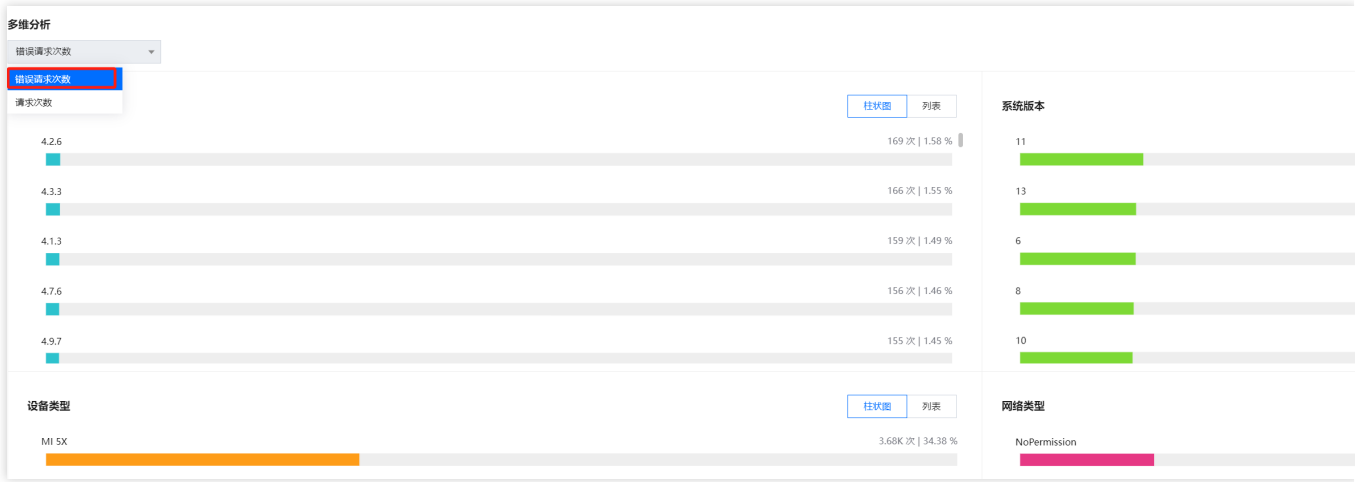 多维分析
错误请求次数
错误请求次数
请求次数
柱状图 列表
4.2.6 169 次 | 1.58 %
4.3.3 166 次 | 1.55 %
4.1.3 159 次 | 1.49 %
4.7.6 156 次 | 1.46 %
4.9.7 155 次 | 1.45 %
系统版本
11
13
6
8
10
设备类型 柱状图 列表
MI 5X 3.68K 次 | 34.38 %
网络类型
NoPermission